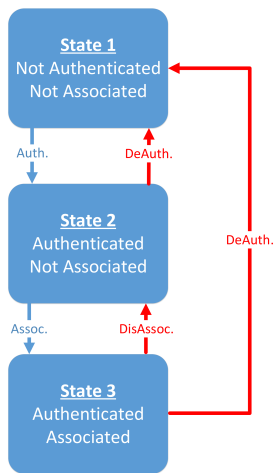 State 1
Not Authenticated
Not Associated
Auth.
DeAuth.
State 2
Authenticated
Not Associated
DeAuth.
Assoc.
DisAssoc.
State 3
Authenticated
Associated